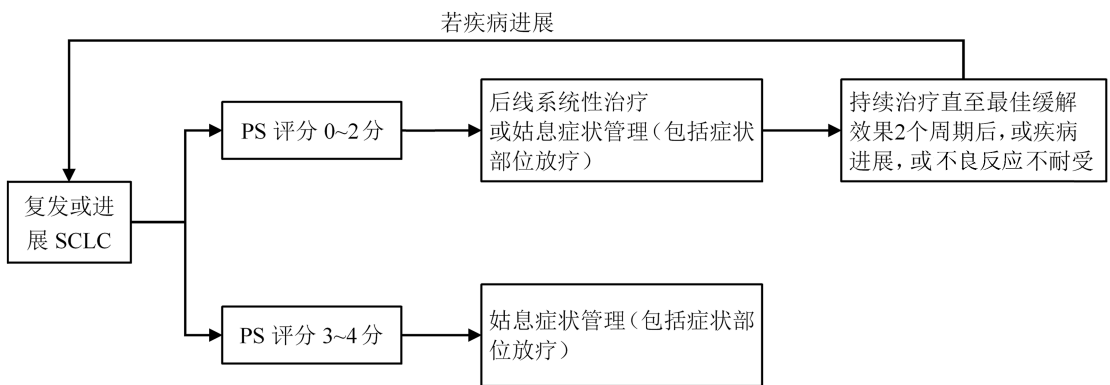 若疾病进展
复发或进
展 SCLC
PS 评分 0~2 分
后线系统性治疗
或姑息症状管理(包括症状
部位放疗)
持续治疗直至最佳缓解
效果2个周期后,或疾病
进展,或不良反应不耐受
PS 评分 3~4 分
姑息症状管理(包括症状部
位放疗)